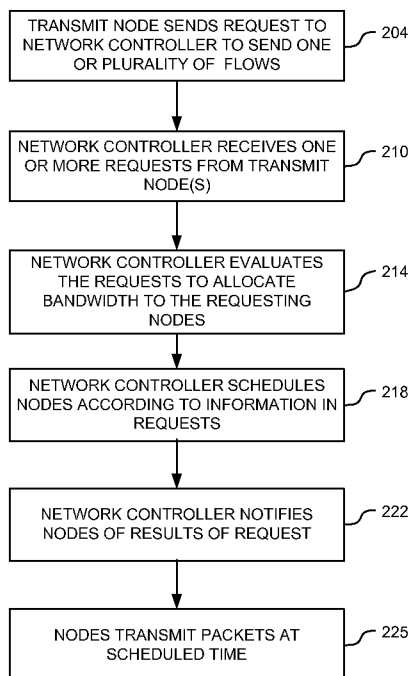 TRANSMIT NODE SENDS REQUEST TO
NETWORK CONTROLLER TO SEND ONE
OR PLURALITY OF FLOWS
204
NETWORK CONTROLLER RECEIVES ONE
OR MORE REQUESTS FROM TRANSMIT
NODE(S)
210
NETWORK CONTROLLER EVALUATES
THE REQUESTS TO ALLOCATE
BANDWIDTH TO THE REQUESTING
NODES
214
NETWORK CONTROLLER SCHEDULES
NODES ACCORDING TO INFORMATION IN
REQUESTS
218
NETWORK CONTROLLER NOTIFIES
NODES OF RESULTS OF REQUEST
222
NODES TRANSMIT PACKETS AT
SCHEDULED TIME
225